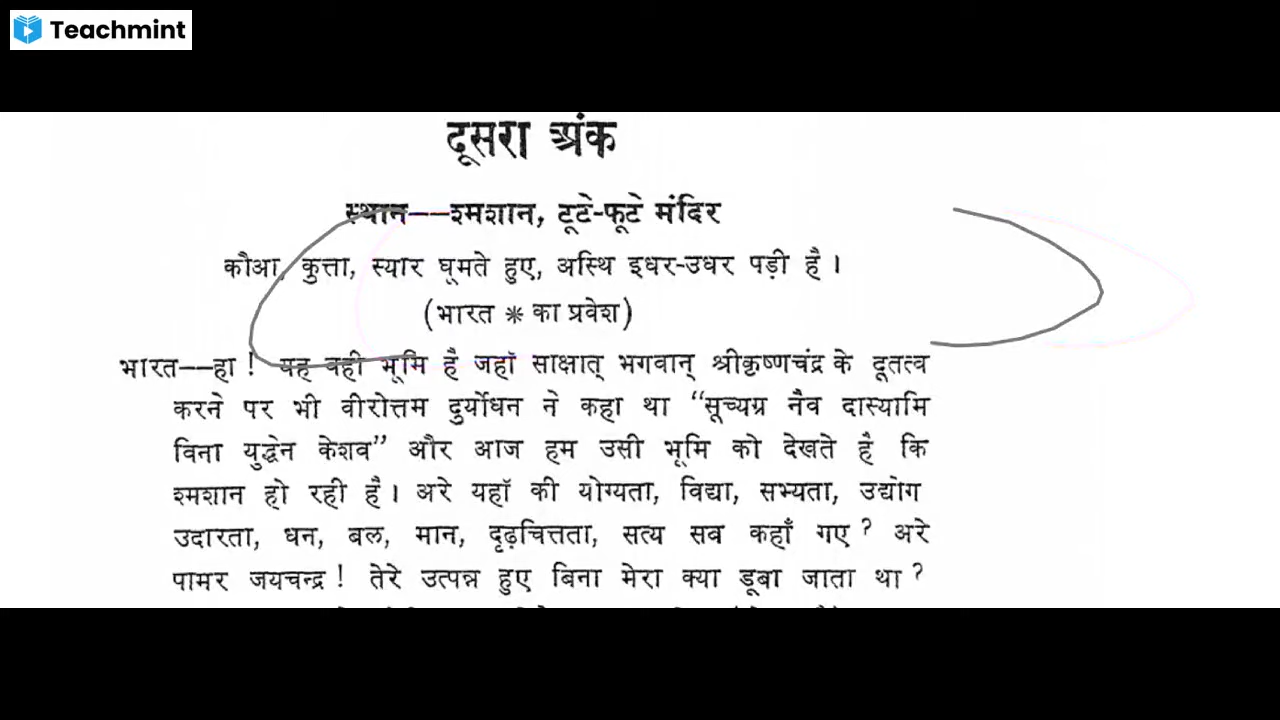 Teachmint
दूसरा अंक
स्थान––श्मशान, टूटे-फूटे मंदिर
कौआ, कुत्ता, स्यार घूमते हुए, अस्थि इधर-उधर पड़ी है।
(भारत * का प्रवेश)
भारत––हा! यह वही भूमि है जहाॅ साक्षात् भगवान् श्रीकृष्णचंद्र के दूतत्व
करने पर भी वीरोत्तम दुर्योधन ने कहा था “सूच्यग्र नैव दास्यामि
विना युद्धेन केशव” और आज हम उसी भूमि को देखते है कि
श्मशान हो रही है। अरे यहाॅ की योग्यता, विद्या, सभ्यता, उद्योग
उदारता, धन, बल, मान, दृढ़चित्तता, सत्य सब कहाँ गए? अरे
पामर जयचन्द्र! तेरे उत्पन्न हुए बिना मेरा क्या डूबा जाता था?